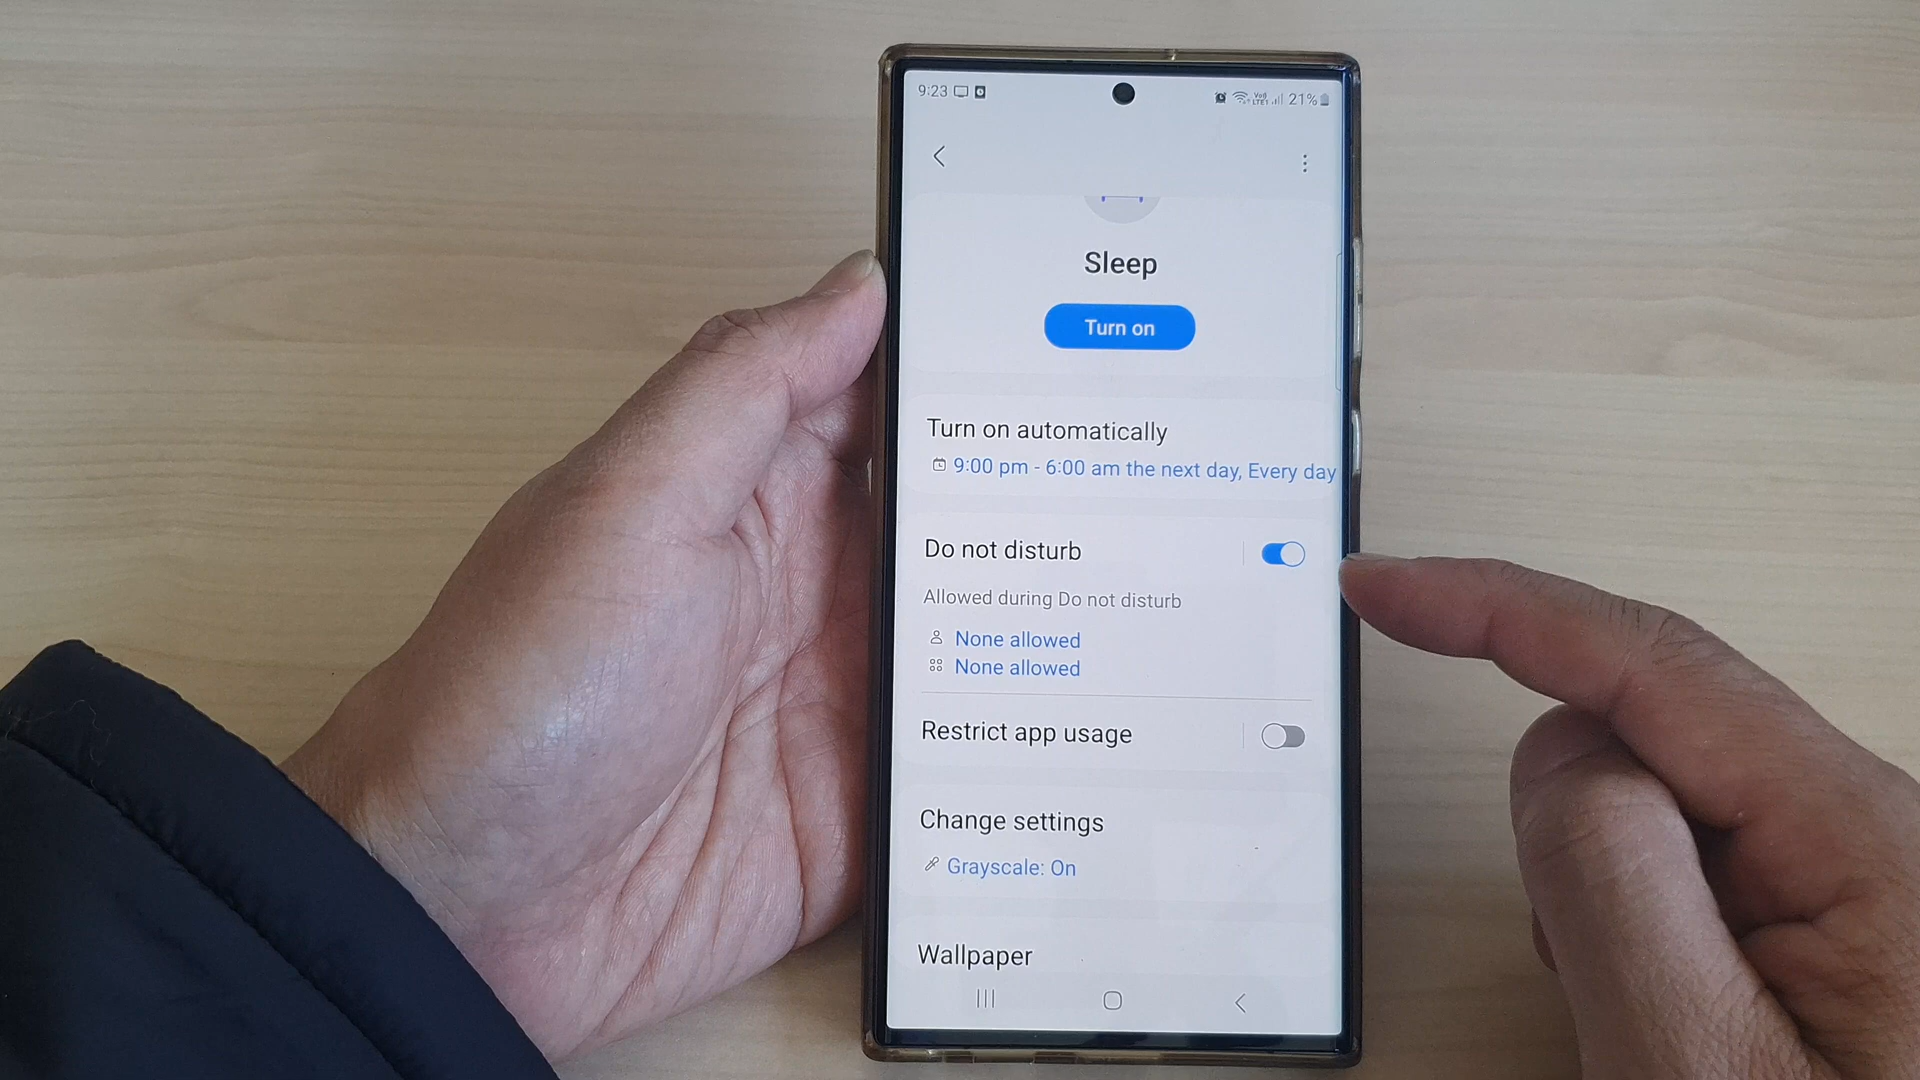 9:23 21%
Sleep
Turn on
Turn on automatically
9:00 pm - 6:00 am the next day, Every day
Do not disturb
Allowed during Do not disturb
None allowed
None allowed
Restrict app usage
Change settings
Grayscale: On
Wallpaper